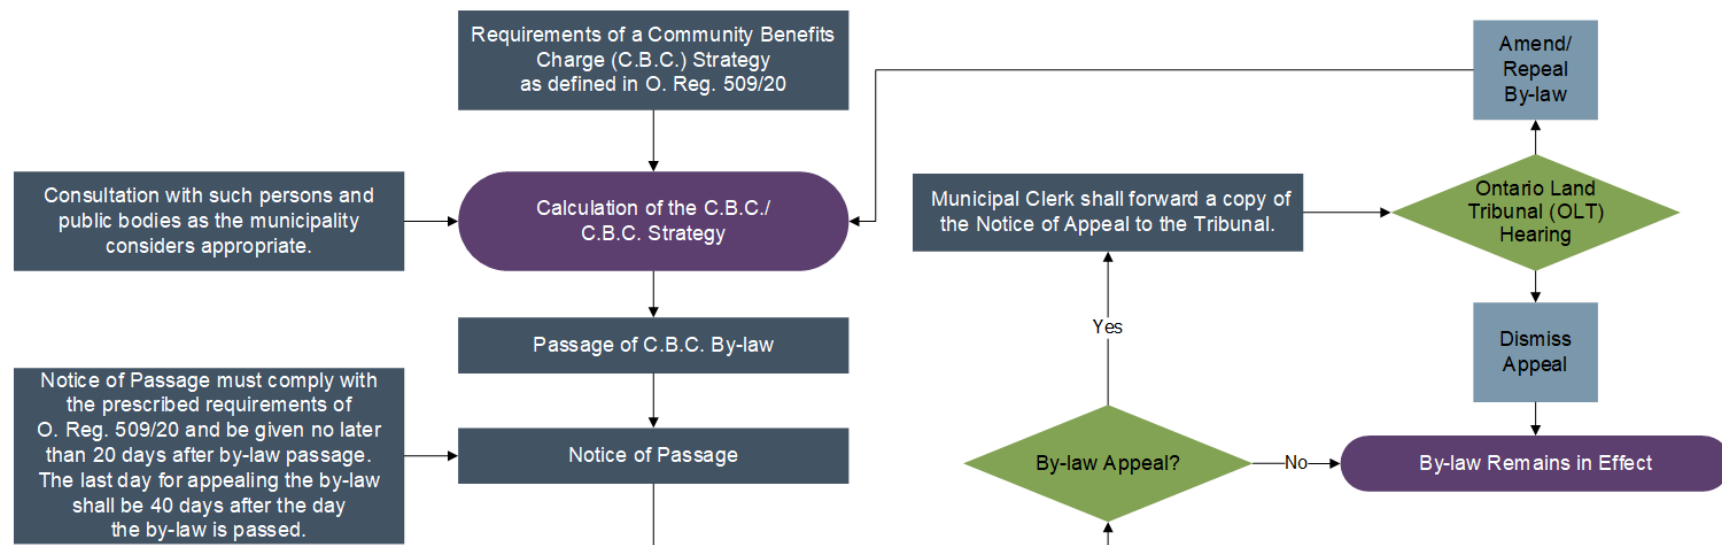 Requirements of a Community Benefits
Charge (C.B.C.) Strategy
as defined in O. Reg. 509/20
Consultation with such persons and
public bodies as the municipality
considers appropriate.
Calculation of the C.B.C./
C.B.C. Strategy
Passage of C.B.C. By-law
Notice of Passage must comply with
the prescribed requirements of
O. Reg. 509/20 and be given no later
than 20 days after by-law passage.
The last day for appealing the by-law
shall be 40 days after the day
the by-law is passed.
Notice of Passage
By-law Appeal?
Yes
No
Municipal Clerk shall forward a copy of
the Notice of Appeal to the Tribunal.
Ontario Land
Tribunal (OLT)
Hearing
Amend/
Repeal
By-law
Dismiss
Appeal
By-law Remains in Effect